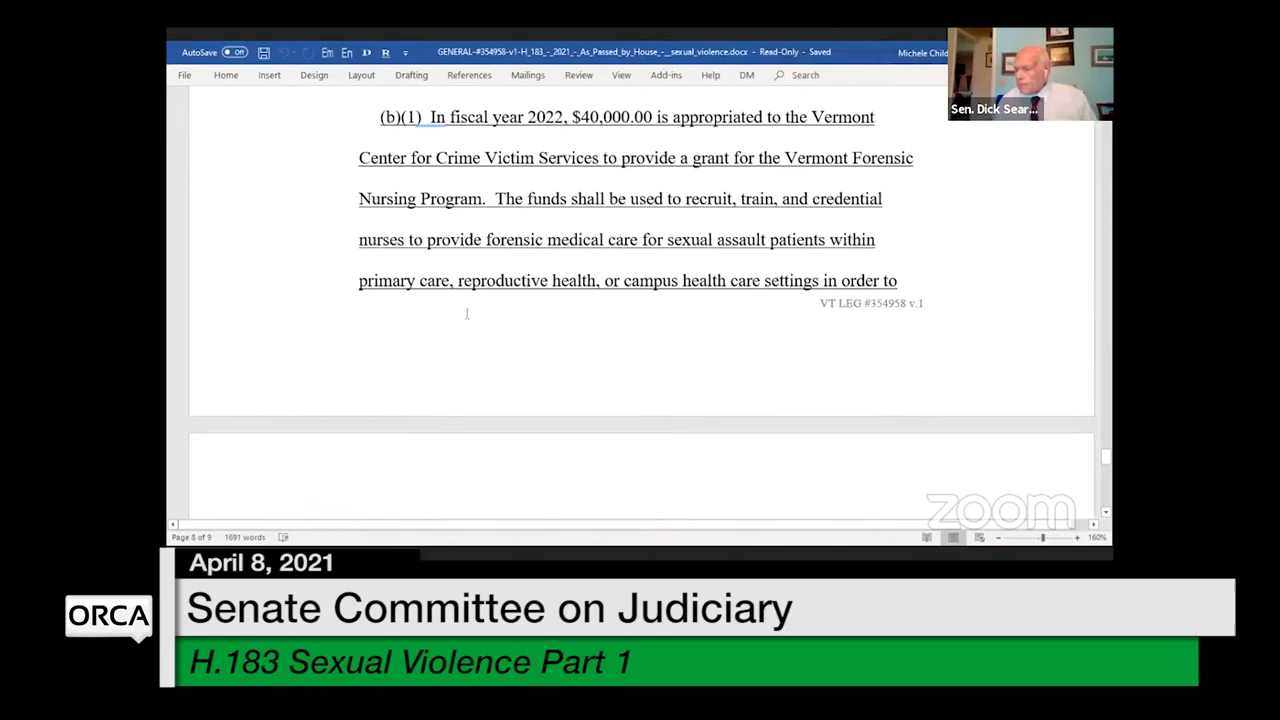 AutoSave Off
GENERAL-#354958-v1-H_183_-_2021_-_As_Passed_by_House_-__sexual_violence.docx - Read-Only - Saved
Michele Child
File Home Insert Design Layout Drafting References Mailings Review View Add-ins Help DM Search
Sen. Dick Sear...
(b)(1) In fiscal year 2022, $40,000.00 is appropriated to the Vermont
Center for Crime Victim Services to provide a grant for the Vermont Forensic
Nursing Program. The funds shall be used to recruit, train, and credential
nurses to provide forensic medical care for sexual assault patients within
primary care, reproductive health, or campus health care settings in order to
VT LEG #354958 v.1
zoom
Page 8 of 9 1691 words
160%
April 8, 2021
ORCA
Senate Committee on Judiciary
H.183 Sexual Violence Part 1